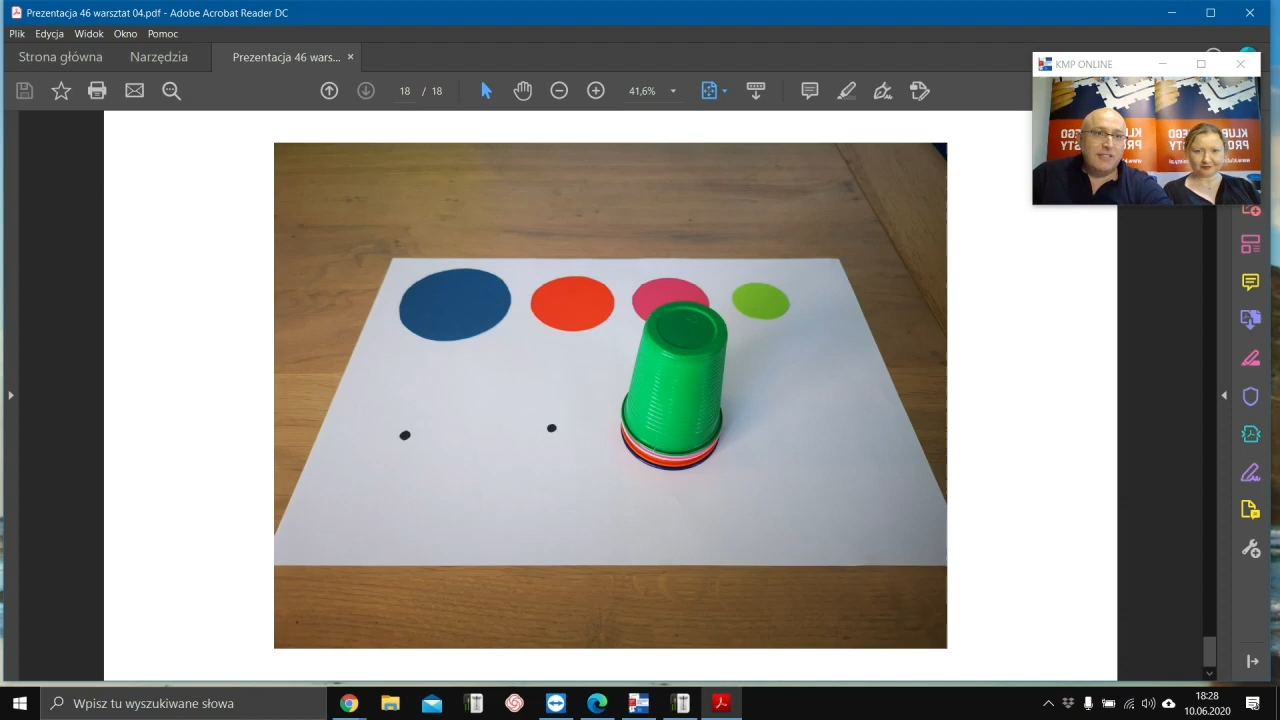 Prezentacja 46 warsztat 04.pdf - Adobe Acrobat Reader DC
Plik Edycja Widok Okno Pomoc
Strona główna Narzędzia Prezentacja 46 wars... ×
18 / 18 41,6%
KMP ONLINE
Wpisz tu wyszukiwane słowa
18:28
10.06.2020